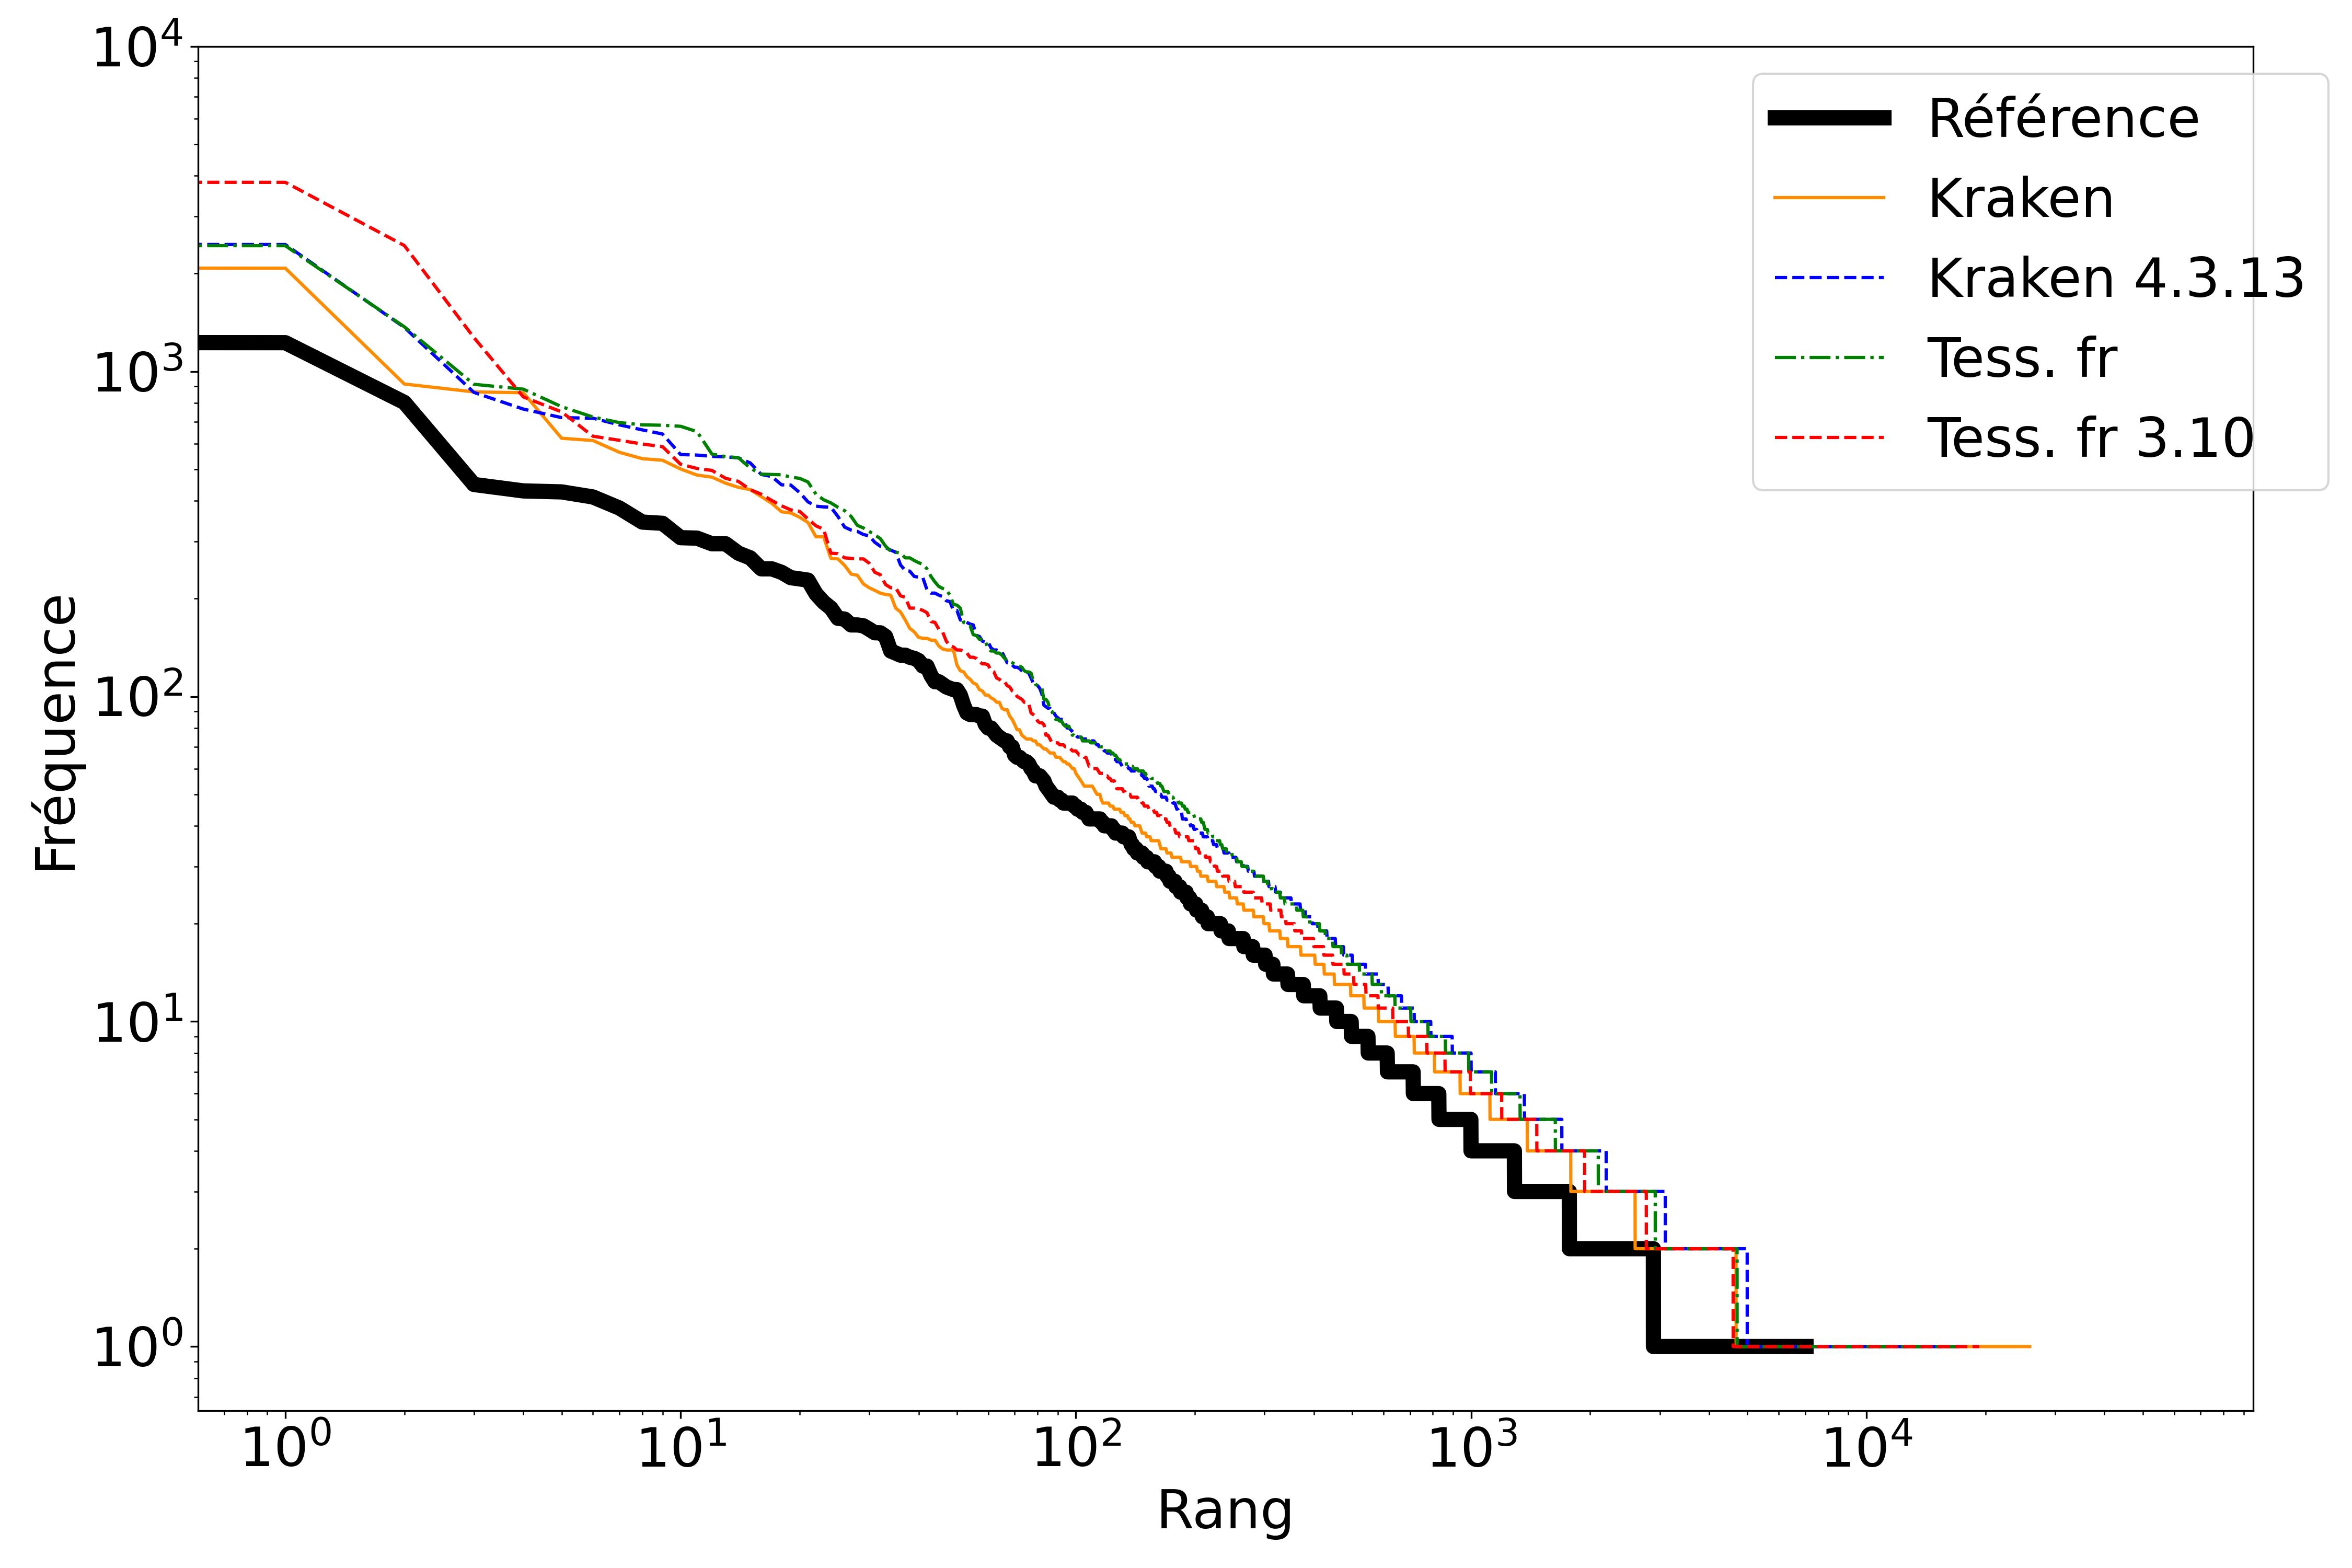 10⁴
10³
10²
10¹
10⁰
Fréquence
10⁰ 10¹ 10² 10³ 10⁴
Rang
Référence
Kraken
Kraken 4.3.13
Tess. fr
Tess. fr 3.10